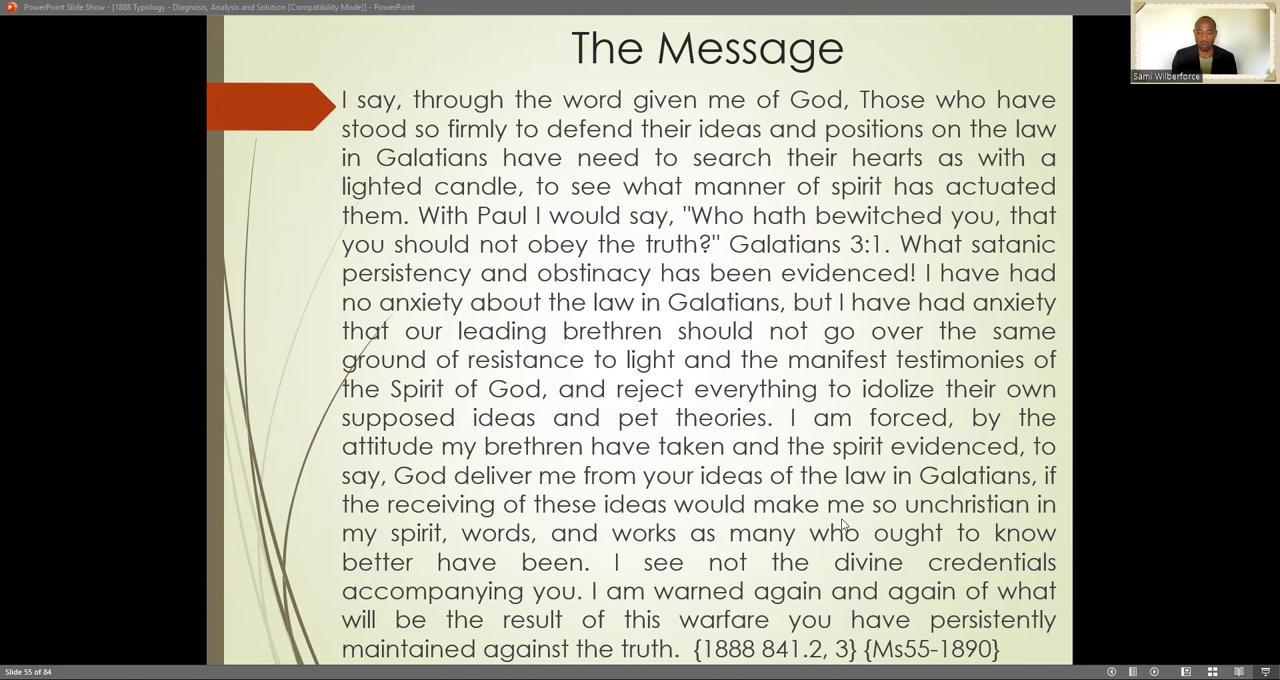 PowerPoint Slide Show - [1888 Typology - Diagnosis, Analysis and Solution [Compatibility Mode]] - PowerPoint
The Message
I say, through the word given me of God, Those who have
stood so firmly to defend their ideas and positions on the law
in Galatians have need to search their hearts as with a
lighted candle, to see what manner of spirit has actuated
them. With Paul I would say, "Who hath bewitched you, that
you should not obey the truth?" Galatians 3:1. What satanic
persistency and obstinacy has been evidenced! I have had
no anxiety about the law in Galatians, but I have had anxiety
that our leading brethren should not go over the same
ground of resistance to light and the manifest testimonies of
the Spirit of God, and reject everything to idolize their own
supposed ideas and pet theories. I am forced, by the
attitude my brethren have taken and the spirit evidenced, to
say, God deliver me from your ideas of the law in Galatians, if
the receiving of these ideas would make me so unchristian in
my spirit, words, and works as many who ought to know
better have been. I see not the divine credentials
accompanying you. I am warned again and again of what
will be the result of this warfare you have persistently
maintained against the truth. {1888 841.2, 3} {Ms55-1890}
Sami Wilberforce
Slide 55 of 84